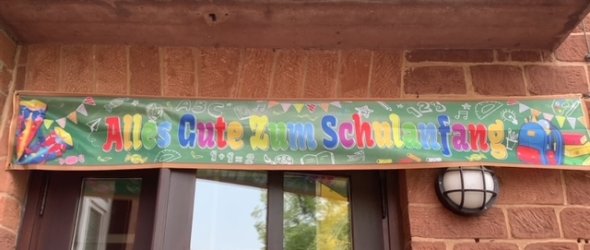 Alles Gute Zum Schulanfang